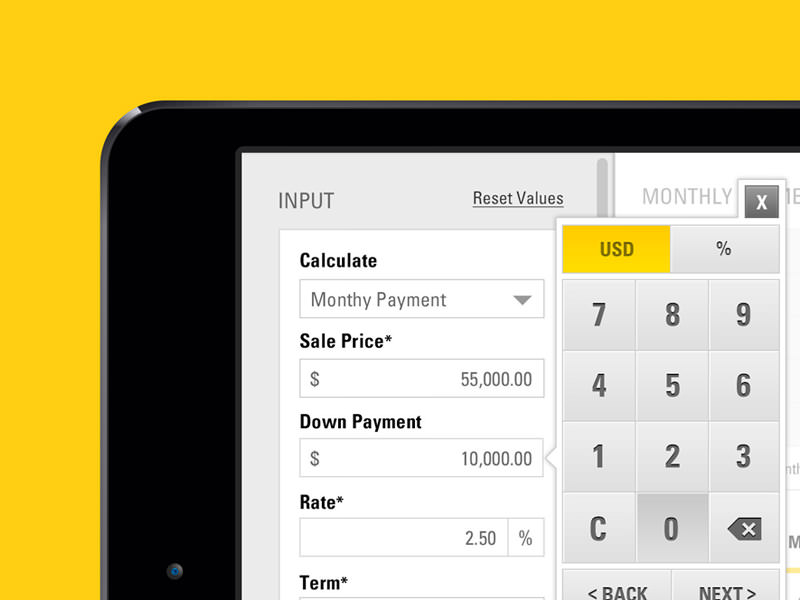 INPUT
Reset Values
Calculate
Monthy Payment
Sale Price*
$ 55,000.00
Down Payment
$ 10,000.00
Rate*
2.50 %
Term*
MONTHLY
X
USD %
7 8 9
4 5 6
1 2 3
C 0 X
< BACK NEXT >